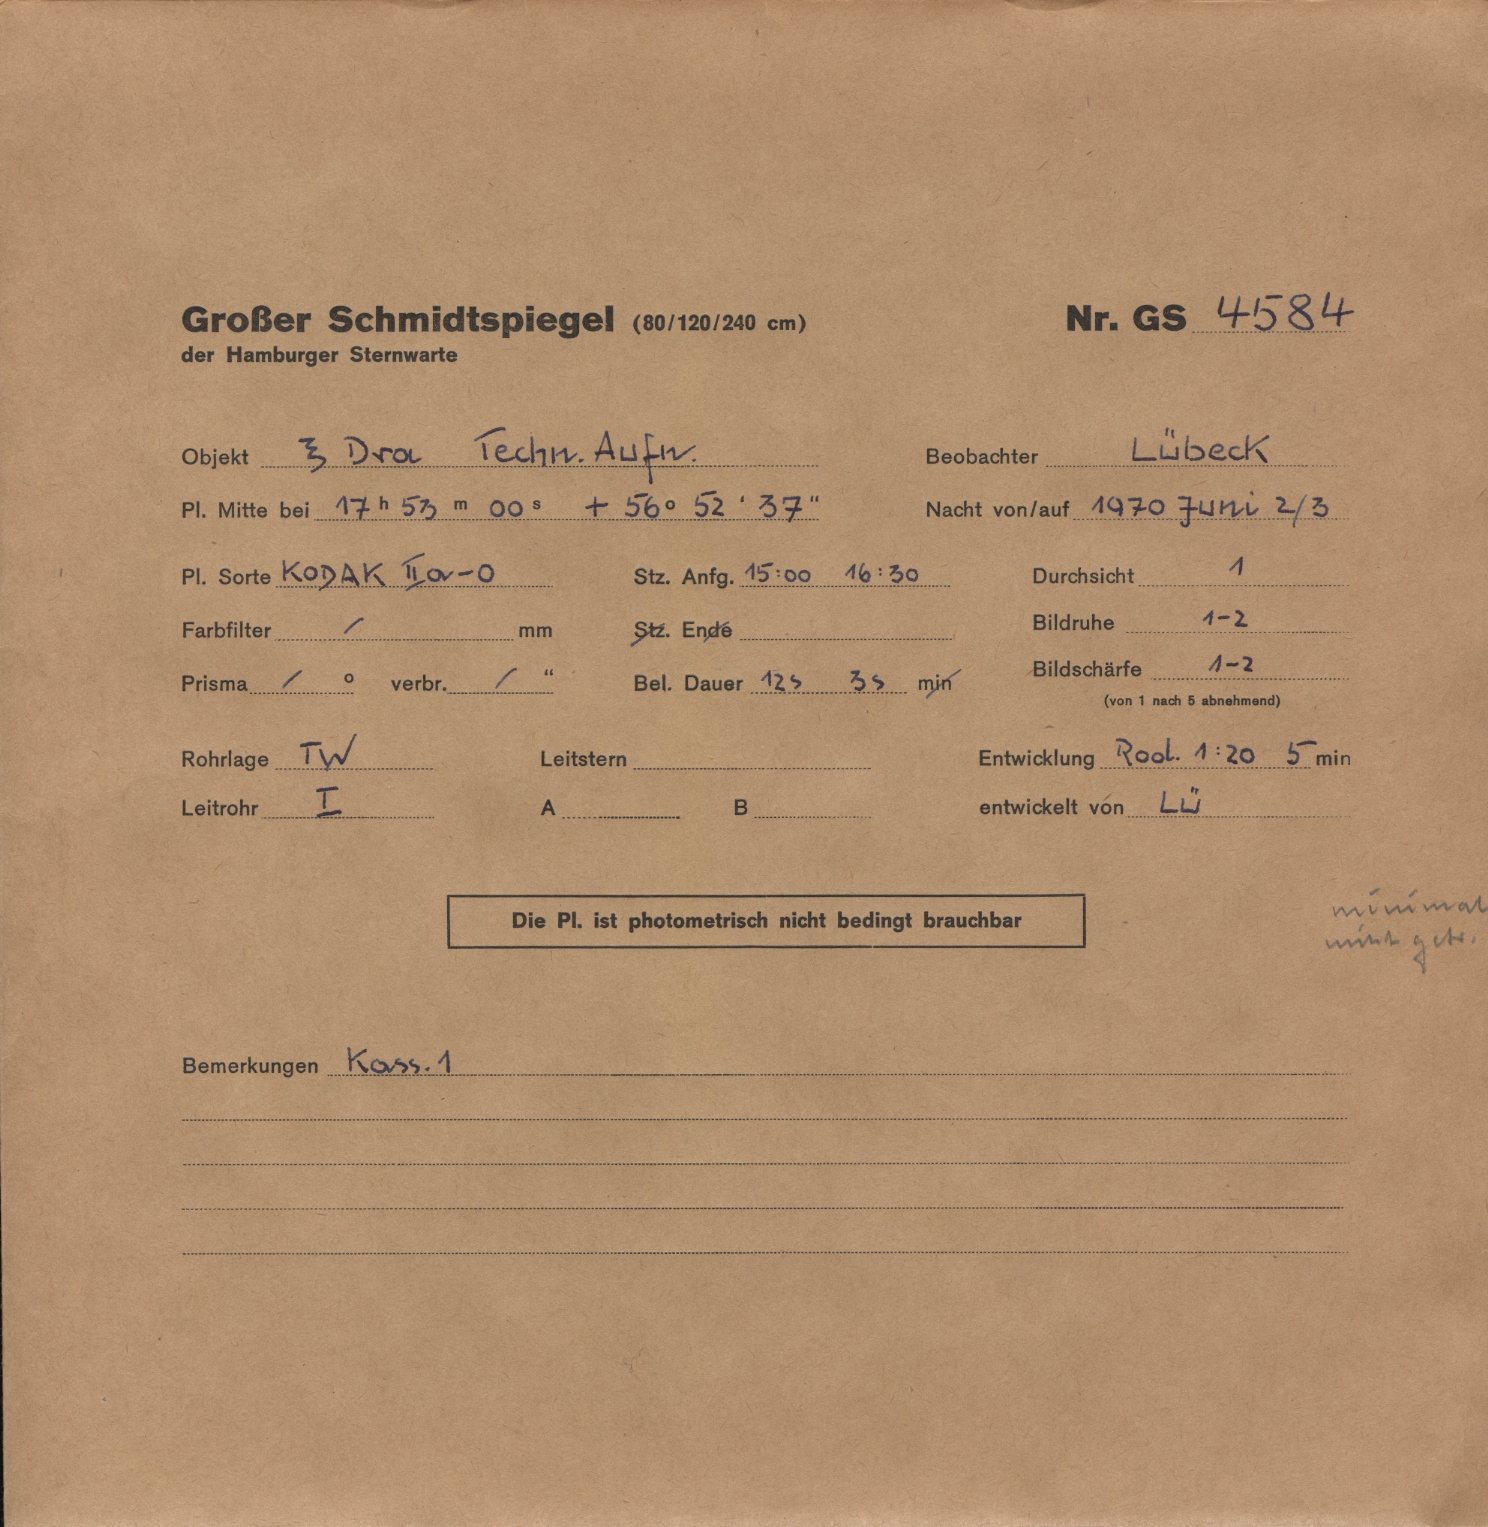 Großer Schmidtspiegel (80/120/240 cm) Nr. GS 4584
der Hamburger Sternwarte
Objekt ξ Dra Techn. Aufn. Beobachter Lübeck
Pl. Mitte bei 17 h 53 m 00 s + 56 o 52 ' 37 " Nacht von/auf 1970 Juni 2/3
Pl. Sorte KODAK IIa-O Stz. Anfg. 15:00 16:30 Durchsicht 1
Farbfilter / mm Stz. Ende Bildruhe 1-2
Prisma / o verbr. / " Bel. Dauer 12s 3s min Bildschärfe 1-2
(von 1 nach 5 abnehmend)
Rohrlage TW Leitstern Entwicklung Rod. 1:20 5 min
Leitrohr I A B entwickelt von LÜ
minimal
Die Pl. ist photometrisch nicht bedingt brauchbar
Bemerkungen Kass. 1